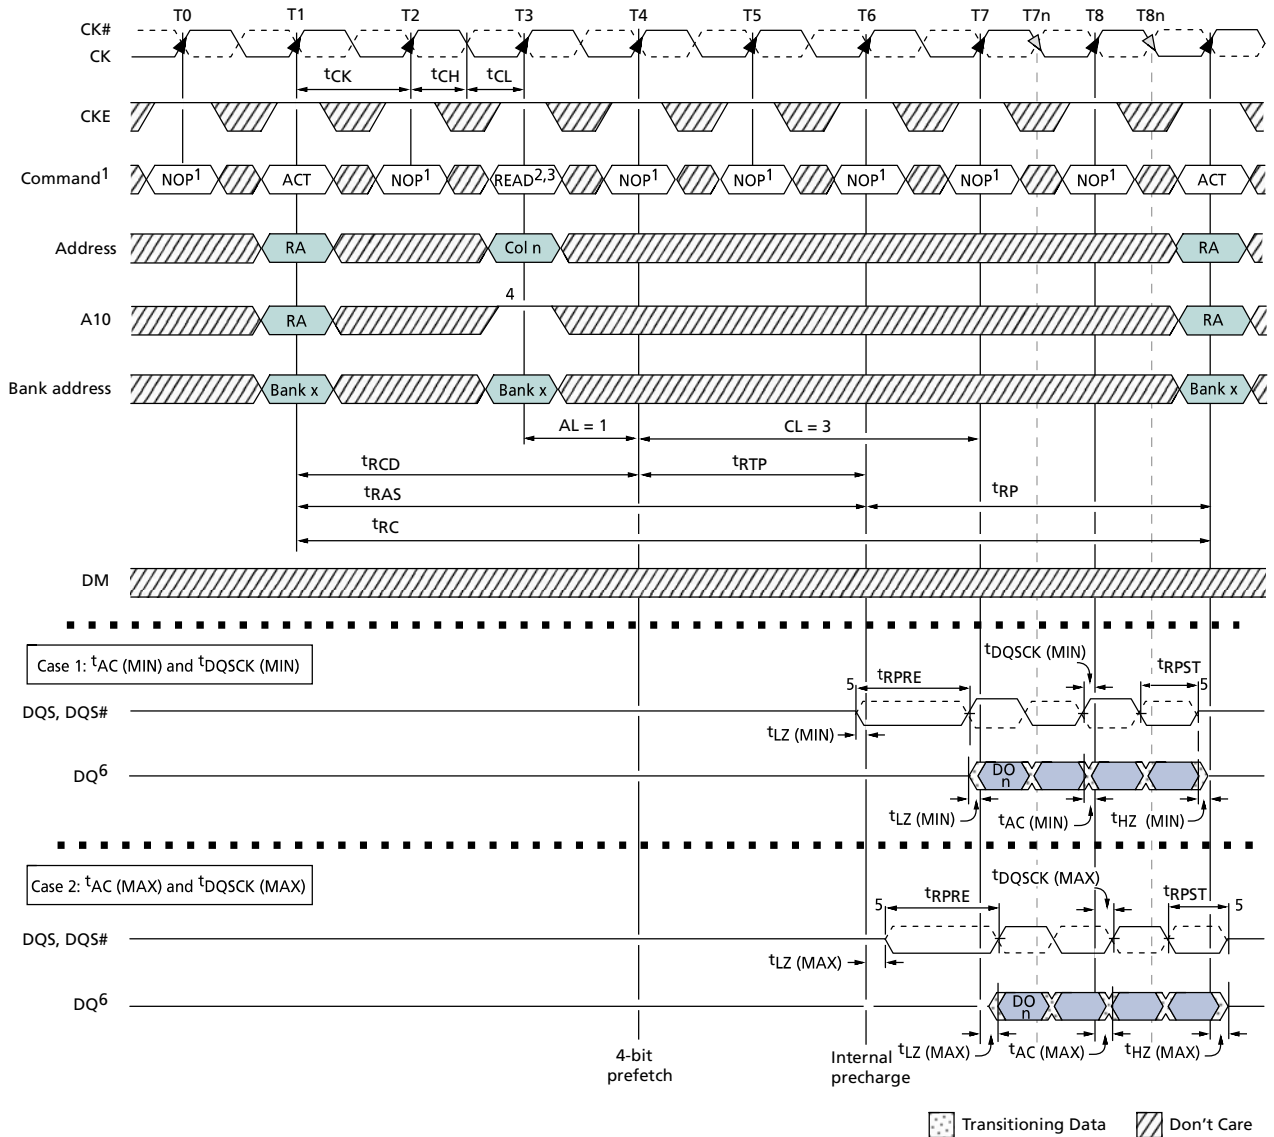 T0 T1 T2 T3 T4 T5 T6 T7 T7n T8 T8n
CK#
CK
tCK tCH tCL
CKE
Command1 NOP1 ACT NOP1 READ2,3 NOP1 NOP1 NOP1 NOP1 NOP1 ACT
Address RA Col n RA
4
A10 RA RA
Bank address Bank x Bank x Bank x
AL = 1 CL = 3
tRCD tRTP
tRAS tRP
tRC
DM
Case 1: tAC (MIN) and tDQSCK (MIN)
tDQSCK (MIN)
5 tRPRE tRPST 5
DQS, DQS#
tLZ (MIN)
DQ6 DO
n
tLZ (MIN) tAC (MIN) tHZ (MIN)
Case 2: tAC (MAX) and tDQSCK (MAX)
tDQSCK (MAX)
5 tRPRE tRPST 5
DQS, DQS#
tLZ (MAX)
DQ6 DO
n
tLZ (MAX) tAC (MAX) tHZ (MAX)
4-bit
prefetch
Internal
precharge
Transitioning Data Don't Care